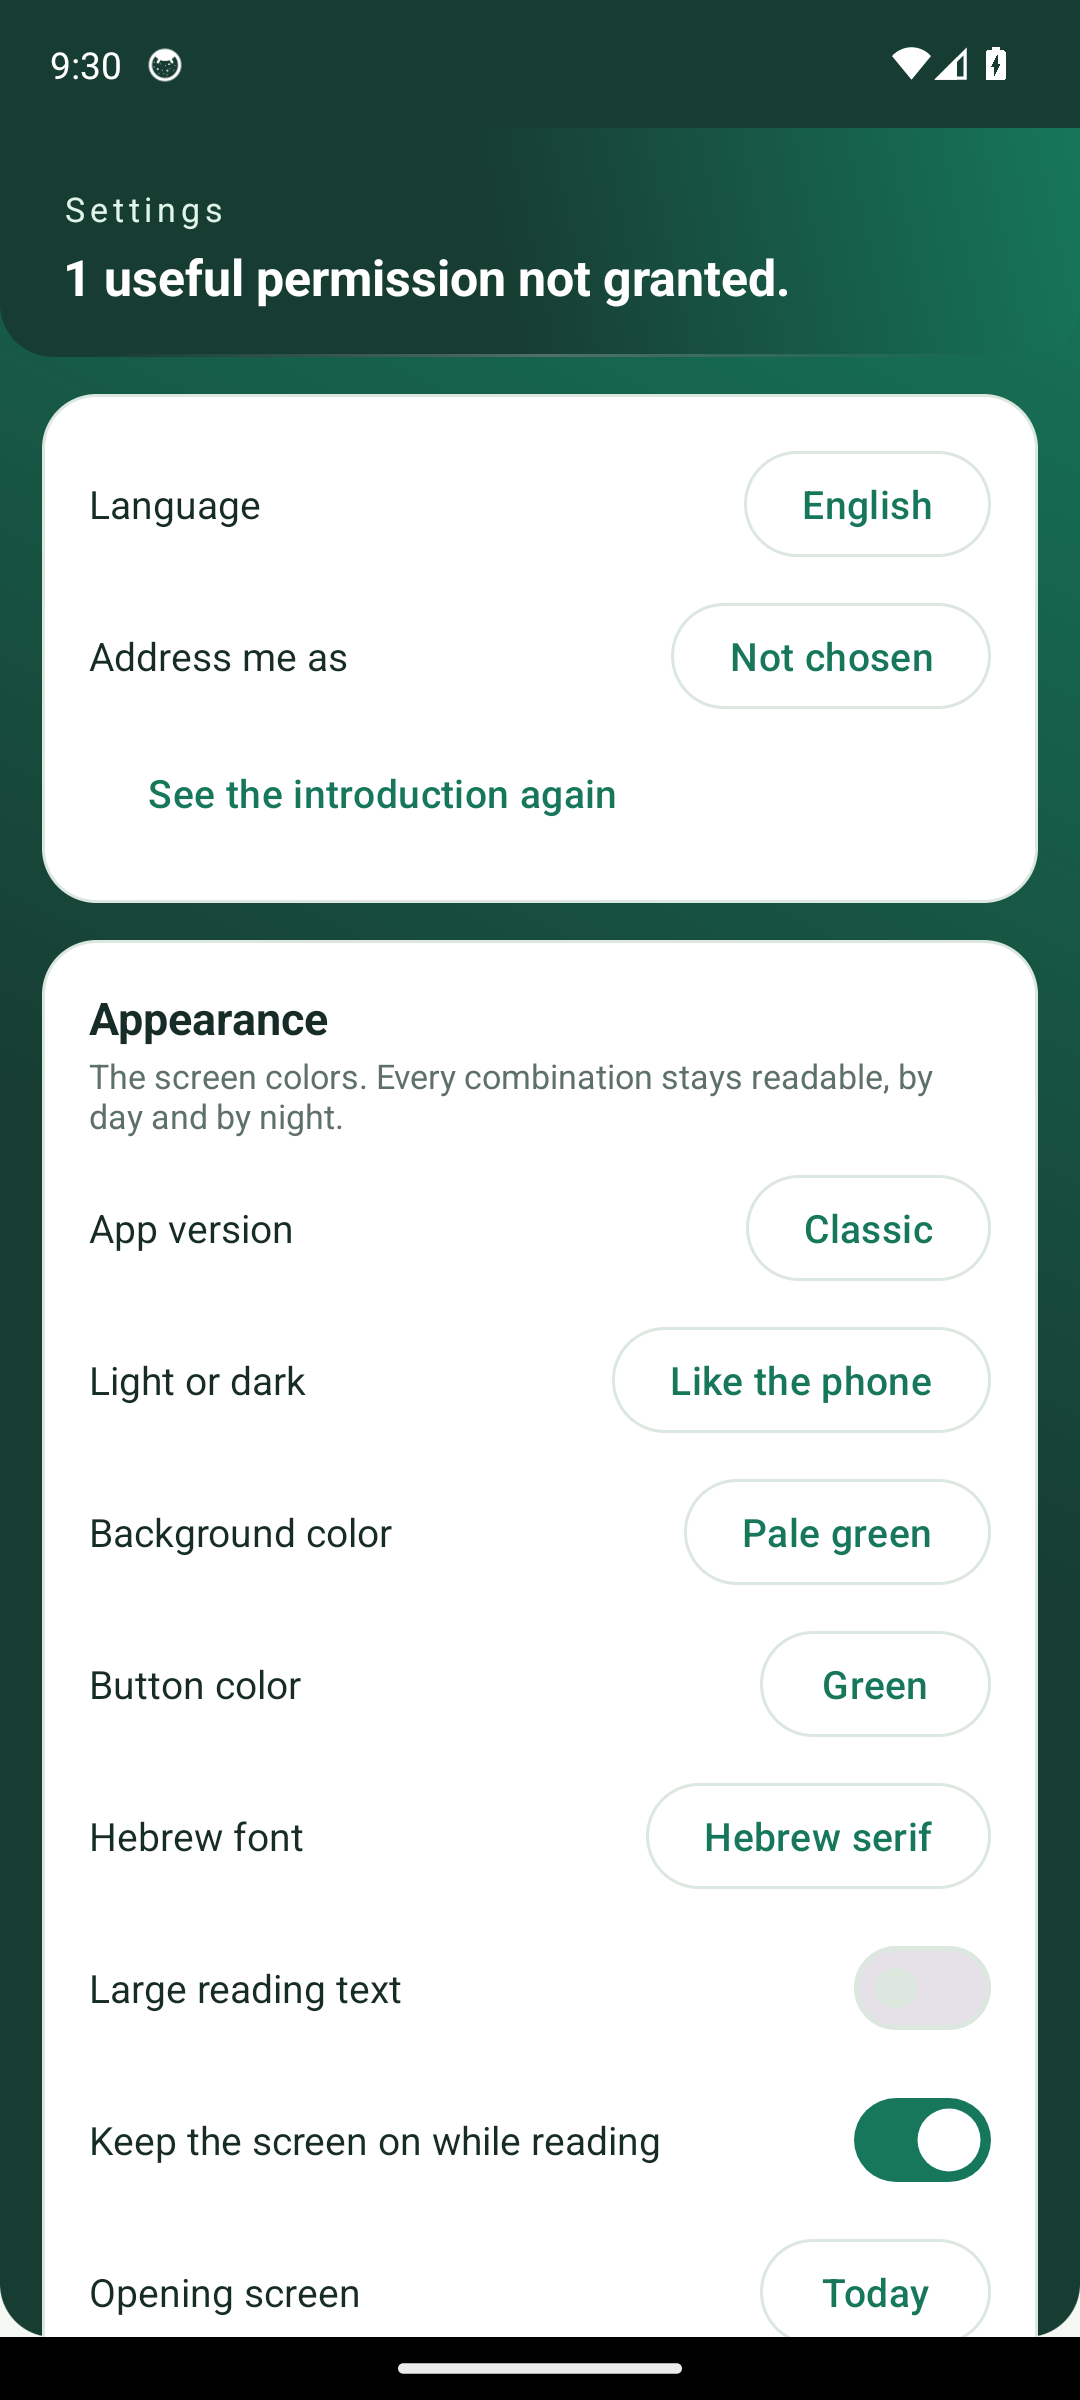 9:30
Settings
1 useful permission not granted.
Language
English
Address me as
Not chosen
See the introduction again
Appearance
The screen colors. Every combination stays readable, by
day and by night.
App version
Classic
Light or dark
Like the phone
Background color
Pale green
Button color
Green
Hebrew font
Hebrew serif
Large reading text
Keep the screen on while reading
Opening screen
Today